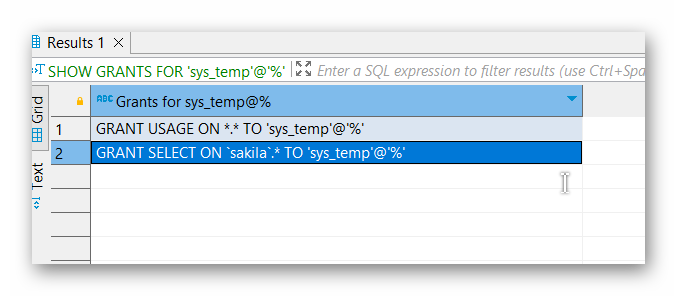 Results 1
SHOW GRANTS FOR 'sys_temp'@'%' Enter a SQL expression to filter results (use Ctrl+Spa
Grid
Text
ABC Grants for sys_temp@%
1 GRANT USAGE ON *.* TO 'sys_temp'@'%'
2 GRANT SELECT ON `sakila`.* TO 'sys_temp'@'%'